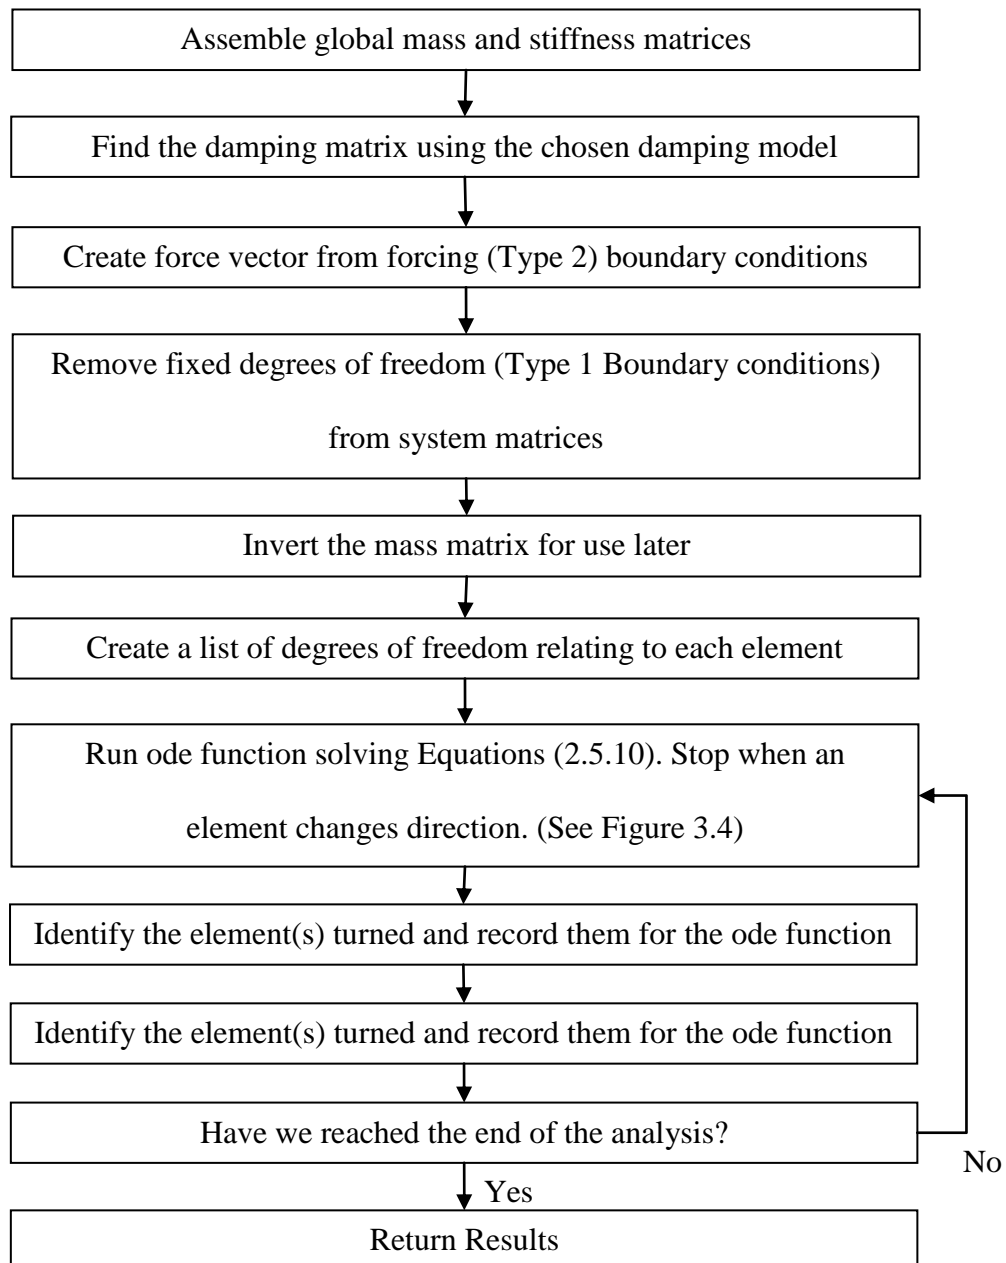 Assemble global mass and stiffness matrices
Find the damping matrix using the chosen damping model
Create force vector from forcing (Type 2) boundary conditions
Remove fixed degrees of freedom (Type 1 Boundary conditions)
from system matrices
Invert the mass matrix for use later
Create a list of degrees of freedom relating to each element
Run ode function solving Equations (2.5.10). Stop when an
element changes direction. (See Figure 3.4)
Identify the element(s) turned and record them for the ode function
Identify the element(s) turned and record them for the ode function
Have we reached the end of the analysis?
No
Yes
Return Results